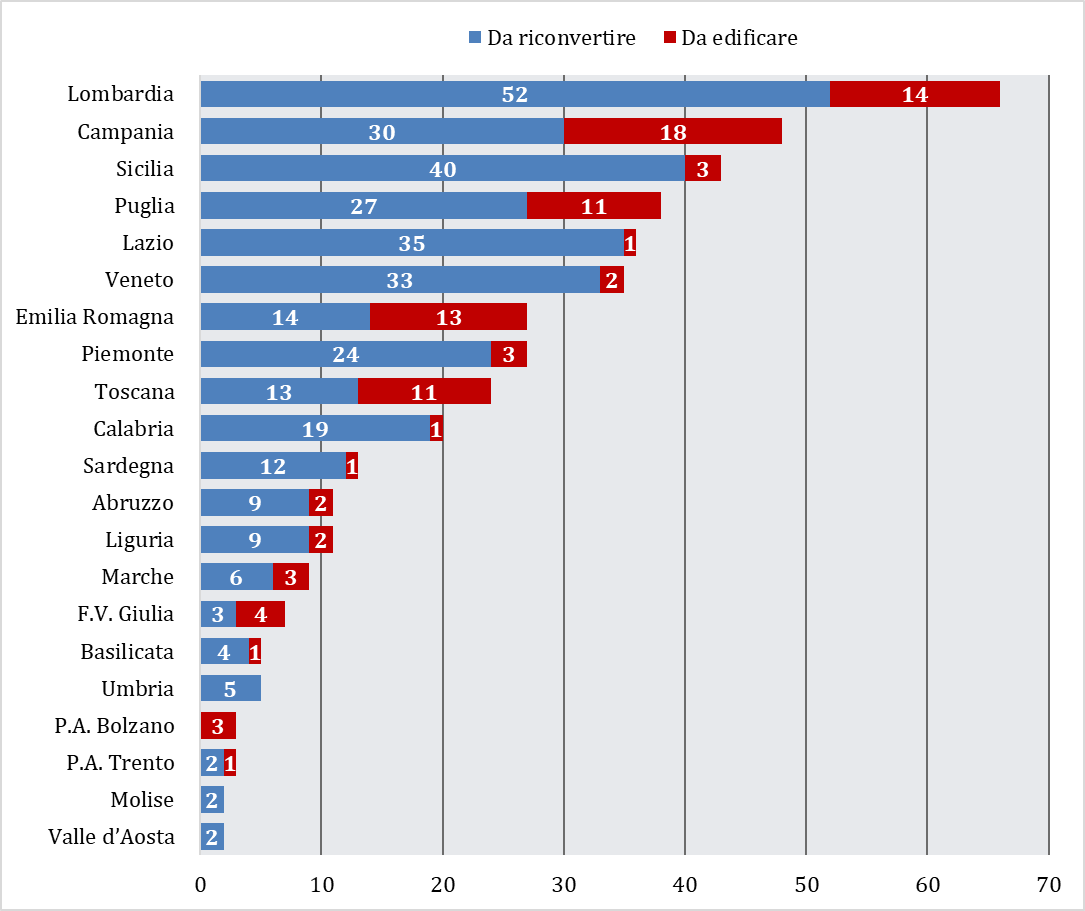 Da riconvertire Da edificare
Lombardia 52 14
Campania 30 18
Sicilia 40 3
Puglia 27 11
Lazio 35 1
Veneto 33 2
Emilia Romagna 14 13
Piemonte 24 3
Toscana 13 11
Calabria 19 1
Sardegna 12 1
Abruzzo 9 2
Liguria 9 2
Marche 6 3
F.V. Giulia 3 4
Basilicata 4 1
Umbria 5
P.A. Bolzano 3
P.A. Trento 2 1
Molise 2
Valle d’Aosta 2
0 10 20 30 40 50 60 70